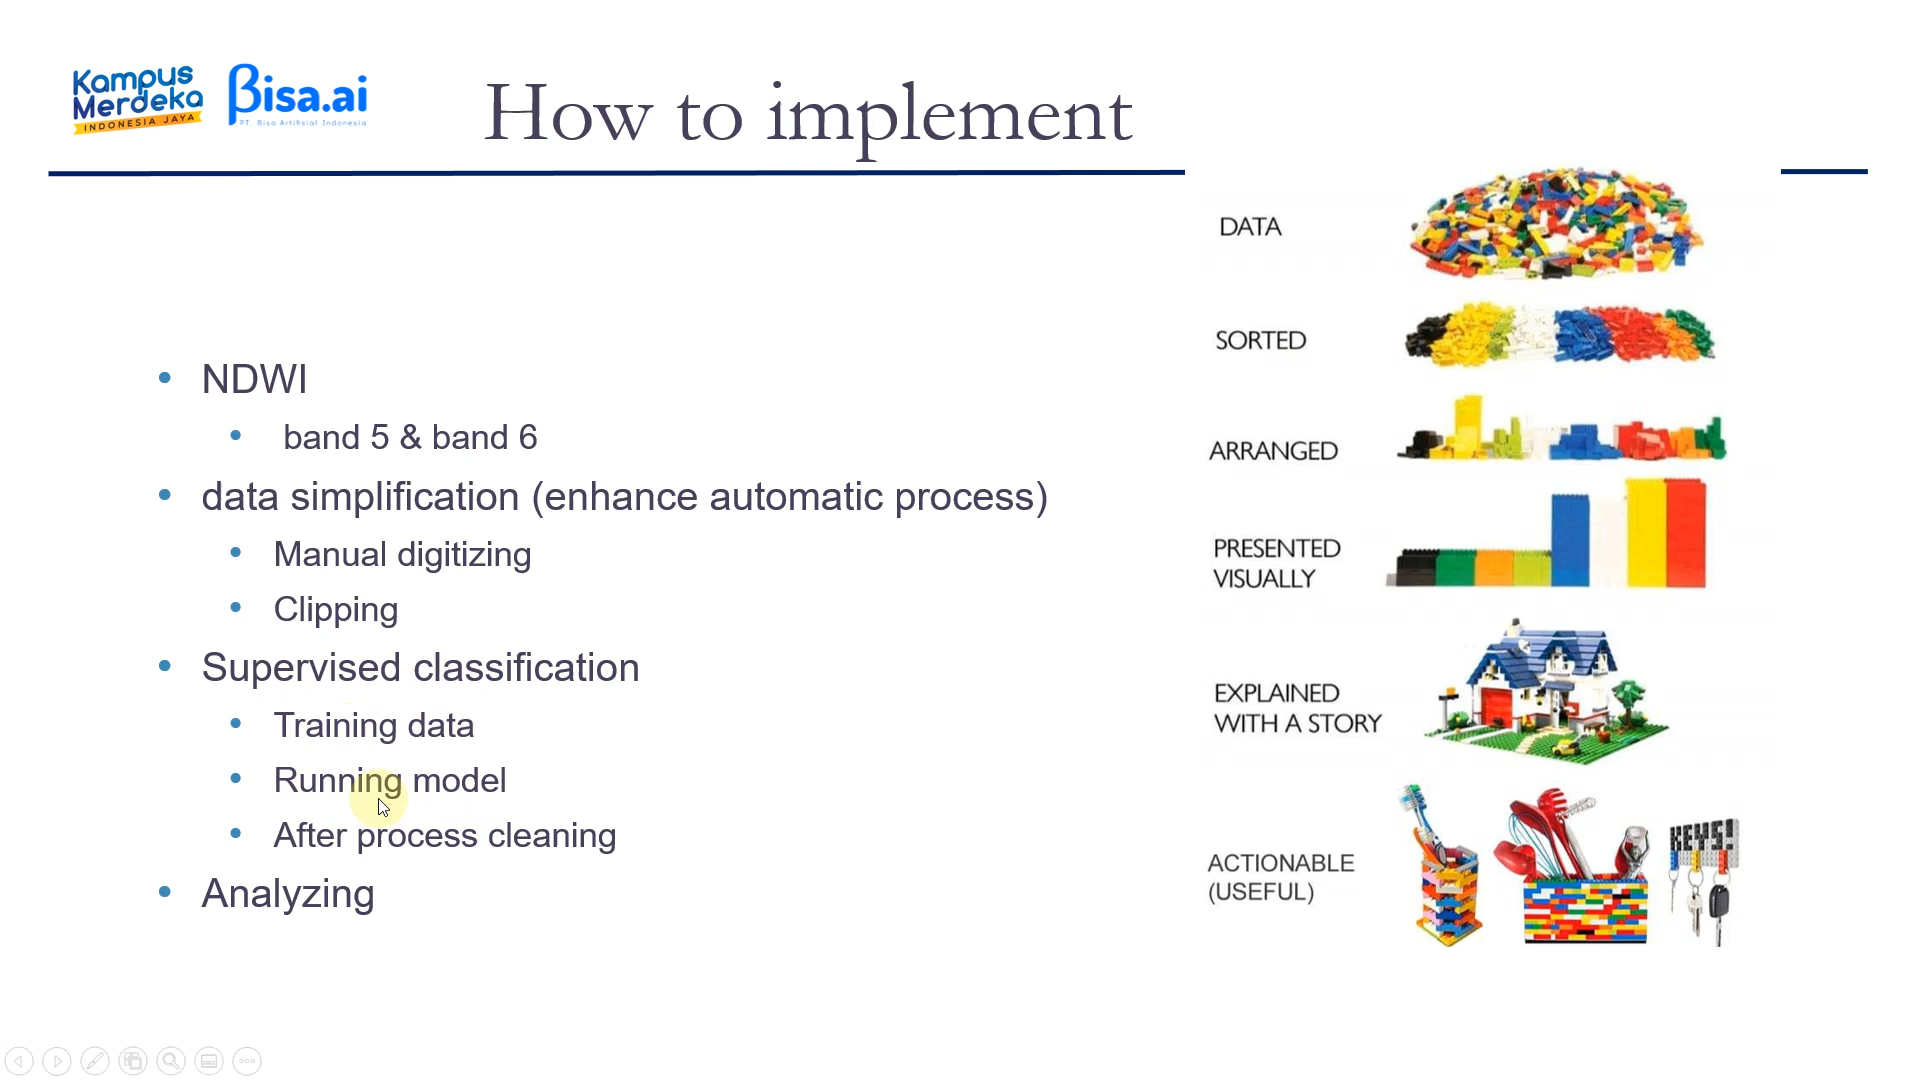 Kampus
Merdeka
INDONESIA JAYA
Bisa.ai
PT Bisa Artifisial Indonesia
How to implement
NDWI
band 5 & band 6
data simplification (enhance automatic process)
Manual digitizing
Clipping
Supervised classification
Training data
Running model
After process cleaning
Analyzing
DATA
SORTED
ARRANGED
PRESENTED
VISUALLY
EXPLAINED
WITH A STORY
ACTIONABLE
(USEFUL)
KEYS!